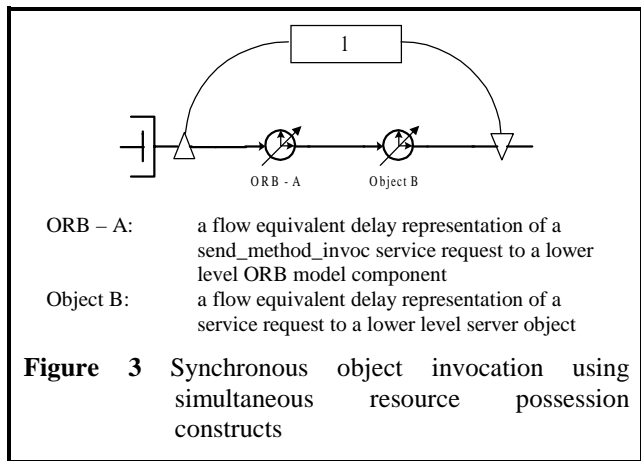 1
ORB - A
Object B
ORB – A: a flow equivalent delay representation of a
send_method_invoc service request to a lower
level ORB model component
Object B: a flow equivalent delay representation of a
service request to a lower level server object
Figure 3 Synchronous object invocation using
simultaneous resource possession
constructs